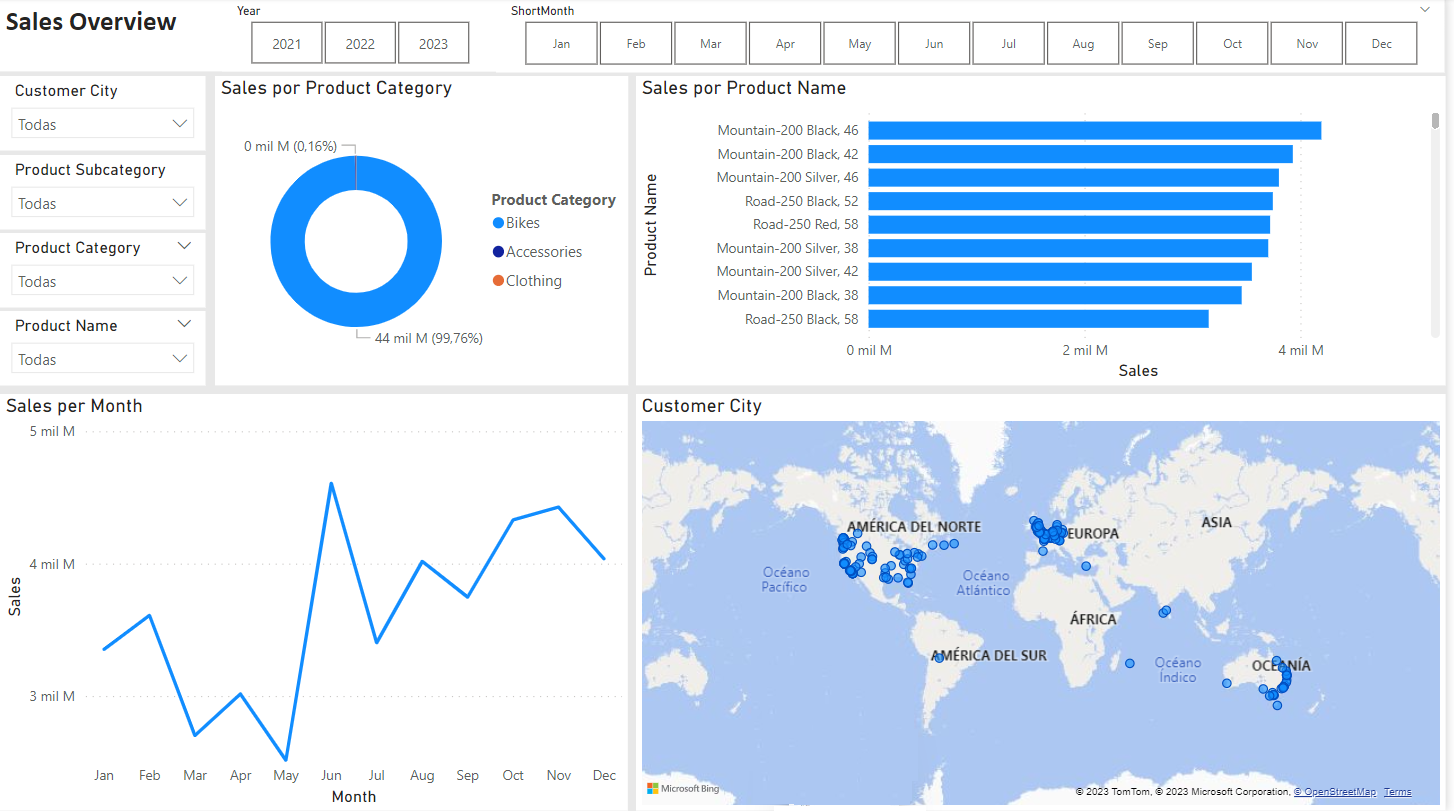 Sales Overview
Year
2021 2022 2023
ShortMonth
Jan Feb Mar Apr May Jun Jul Aug Sep Oct Nov Dec
Customer City
Todas
Product Subcategory
Todas
Product Category
Todas
Product Name
Todas
Sales por Product Category
0 mil M (0,16%)
44 mil M (99,76%)
Product Category
Bikes
Accessories
Clothing
Sales por Product Name
Product Name
Mountain-200 Black, 46
Mountain-200 Black, 42
Mountain-200 Silver, 46
Road-250 Black, 52
Road-250 Red, 58
Mountain-200 Silver, 38
Mountain-200 Silver, 42
Mountain-200 Black, 38
Road-250 Black, 58
0 mil M 2 mil M 4 mil M
Sales
Sales per Month
Sales
5 mil M
4 mil M
3 mil M
Jan Feb Mar Apr May Jun Jul Aug Sep Oct Nov Dec
Month
Customer City
AMÉRICA DEL NORTE
EUROPA
ASIA
Océano
Pacífico
Océano
Atlántico
ÁFRICA
AMÉRICA DEL SUR
Océano
Índico
OCEANÍA
Microsoft Bing
© 2023 TomTom, © 2023 Microsoft Corporation, © OpenStreetMap Terms